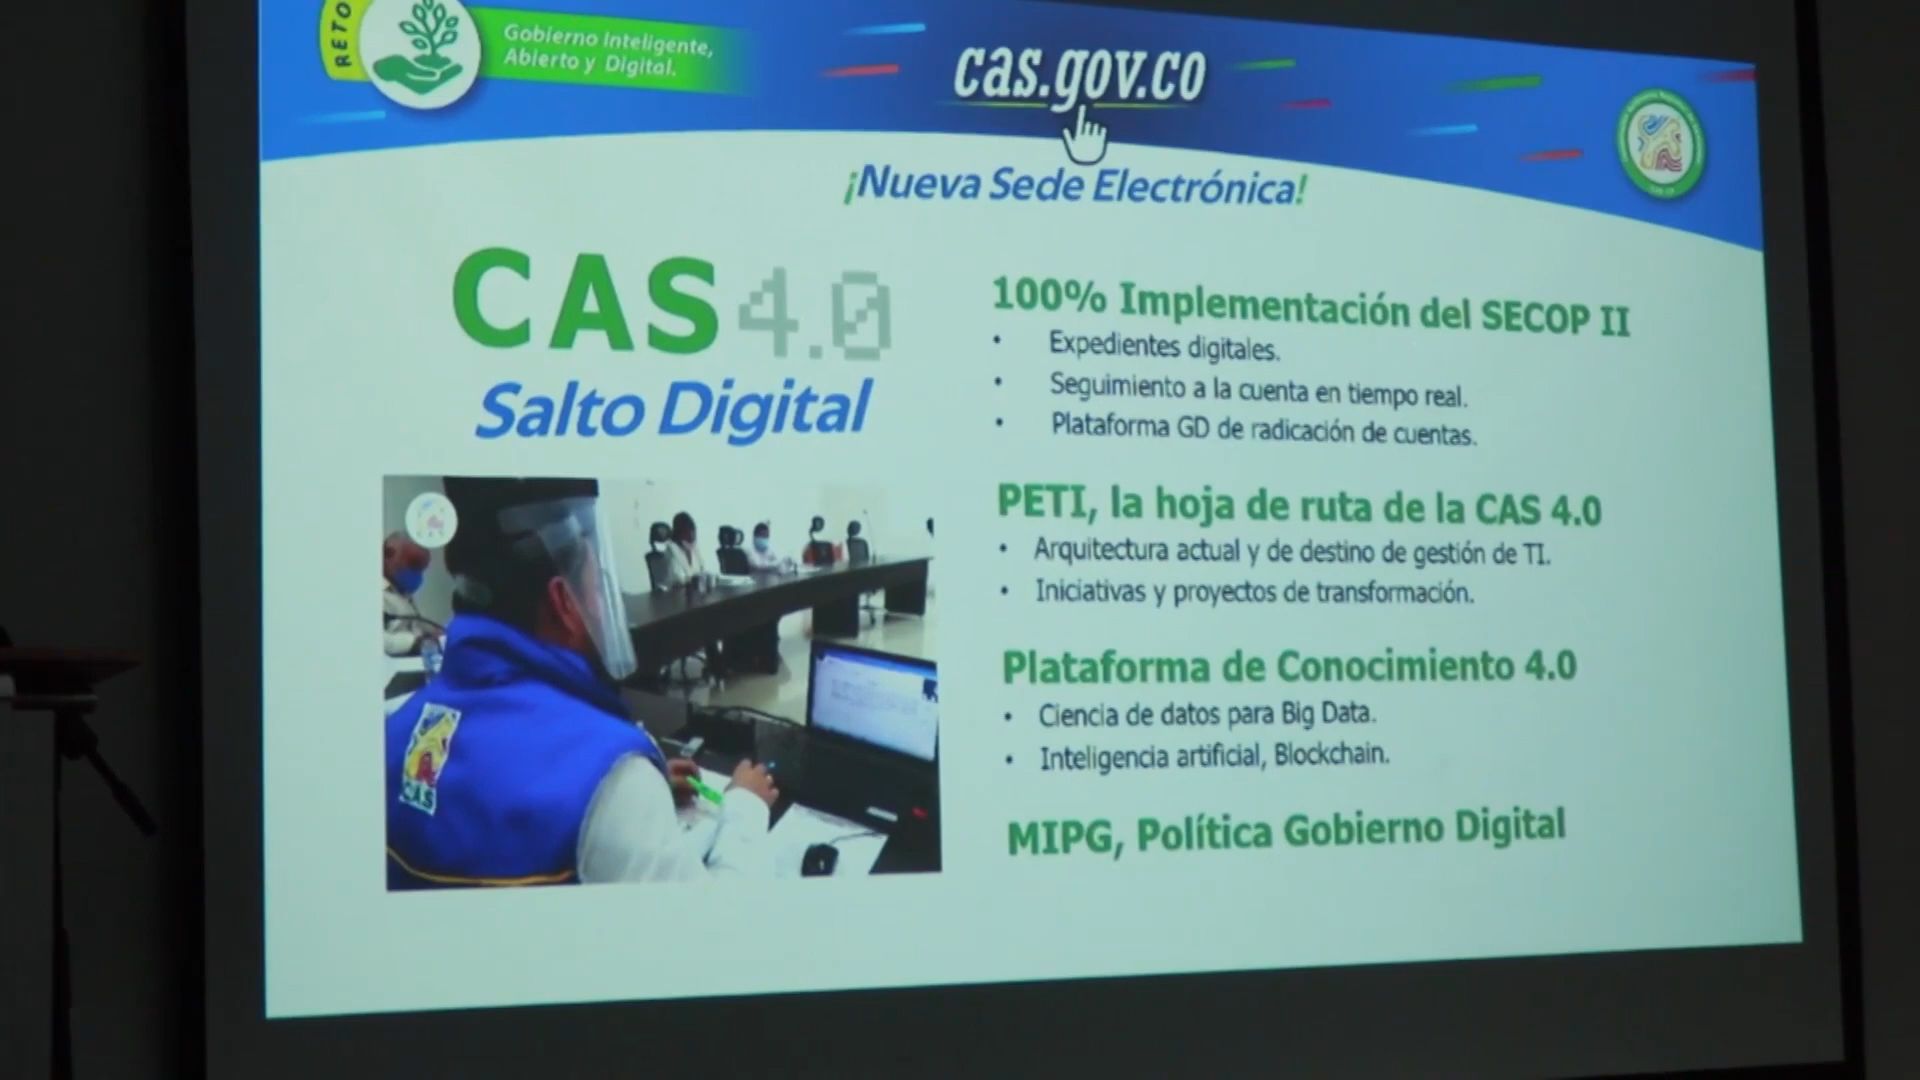 RETO
Gobierno Inteligente,
Abierto y Digital.
cas.gov.co
¡Nueva Sede Electrónica!
CAS 4.0
Salto Digital
CAS
100% Implementación del SECOP II
• Expedientes digitales.
• Seguimiento a la cuenta en tiempo real.
• Plataforma GD de radicación de cuentas.
PETI, la hoja de ruta de la CAS 4.0
• Arquitectura actual y de destino de gestión de TI.
• Iniciativas y proyectos de transformación.
Plataforma de Conocimiento 4.0
• Ciencia de datos para Big Data.
• Inteligencia artificial, Blockchain.
MIPG, Política Gobierno Digital